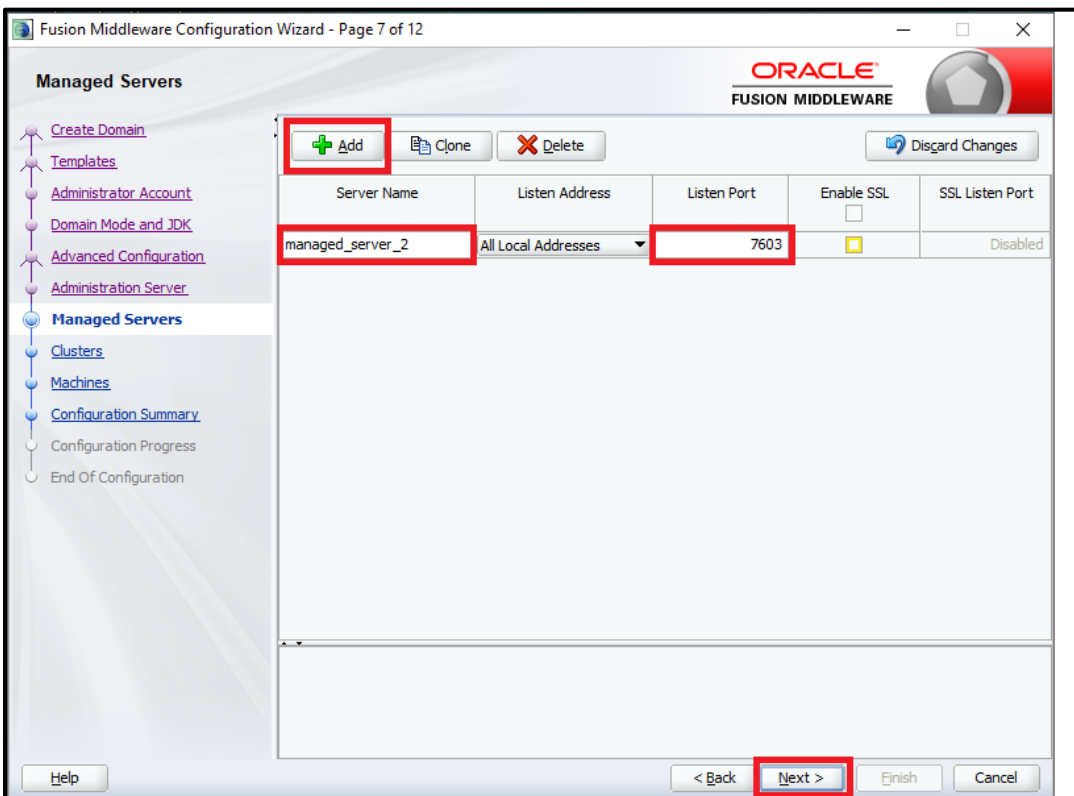 Fusion Middleware Configuration Wizard - Page 7 of 12
Managed Servers
ORACLE
FUSION MIDDLEWARE
Create Domain
Templates
Administrator Account
Domain Mode and JDK
Advanced Configuration
Administration Server
Managed Servers
Clusters
Machines
Configuration Summary
Configuration Progress
End Of Configuration
Add Clone Delete Discard Changes
Server Name Listen Address Listen Port Enable SSL SSL Listen Port
managed_server_2 All Local Addresses 7603 Disabled
Help < Back Next > Finish Cancel